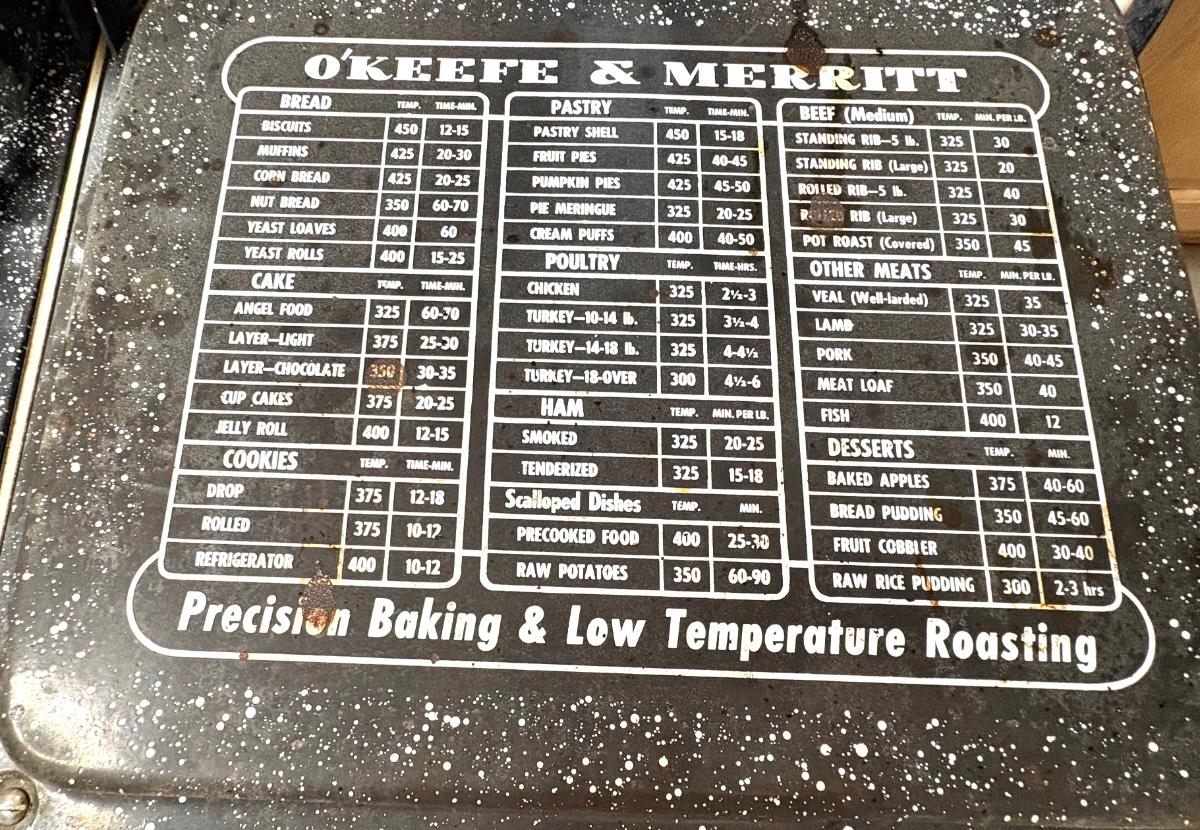 O'KEEFE & MERRITT
BREAD TEMP. TIME-MIN.
BISCUITS 450 12-15
MUFFINS 425 20-30
CORN BREAD 425 20-25
NUT BREAD 350 60-70
YEAST LOAVES 400 60
YEAST ROLLS 400 15-25
CAKE TEMP. TIME-MIN.
ANGEL FOOD 325 60-70
LAYER—LIGHT 375 25-30
LAYER—CHOCOLATE 350 30-35
CUP CAKES 375 20-25
JELLY ROLL 400 12-15
COOKIES TEMP. TIME-MIN.
DROP 375 12-18
ROLLED 375 10-12
REFRIGERATOR 400 10-12
PASTRY TEMP. TIME-MIN.
PASTRY SHELL 450 15-18
FRUIT PIES 425 40-45
PUMPKIN PIES 425 45-50
PIE MERINGUE 325 20-25
CREAM PUFFS 400 40-50
POULTRY TEMP. TIME-HRS.
CHICKEN 325 2½-3
TURKEY—10-14 lb. 325 3½-4
TURKEY—14-18 lb. 325 4-4½
TURKEY—18-OVER 300 4½-6
HAM TEMP. MIN. PER LB.
SMOKED 325 20-25
TENDERIZED 325 15-18
Scalloped Dishes TEMP. MIN.
PRECOOKED FOOD 400 25-30
RAW POTATOES 350 60-90
BEEF (Medium) TEMP. MIN. PER LB.
STANDING RIB—5 lb. 325 30
STANDING RIB (Large) 325 20
ROLLED RIB—5 lb. 325 40
ROLLED RIB (Large) 325 30
POT ROAST (Covered) 350 45
OTHER MEATS TEMP. MIN. PER LB.
VEAL (Well-larded) 325 35
LAMB 325 30-35
PORK 350 40-45
MEAT LOAF 350 40
FISH 400 12
DESSERTS TEMP. MIN.
BAKED APPLES 375 40-60
BREAD PUDDING 350 45-60
FRUIT COBBLER 400 30-40
RAW RICE PUDDING 300 2-3 hrs
Precision Baking & Low Temperature Roasting